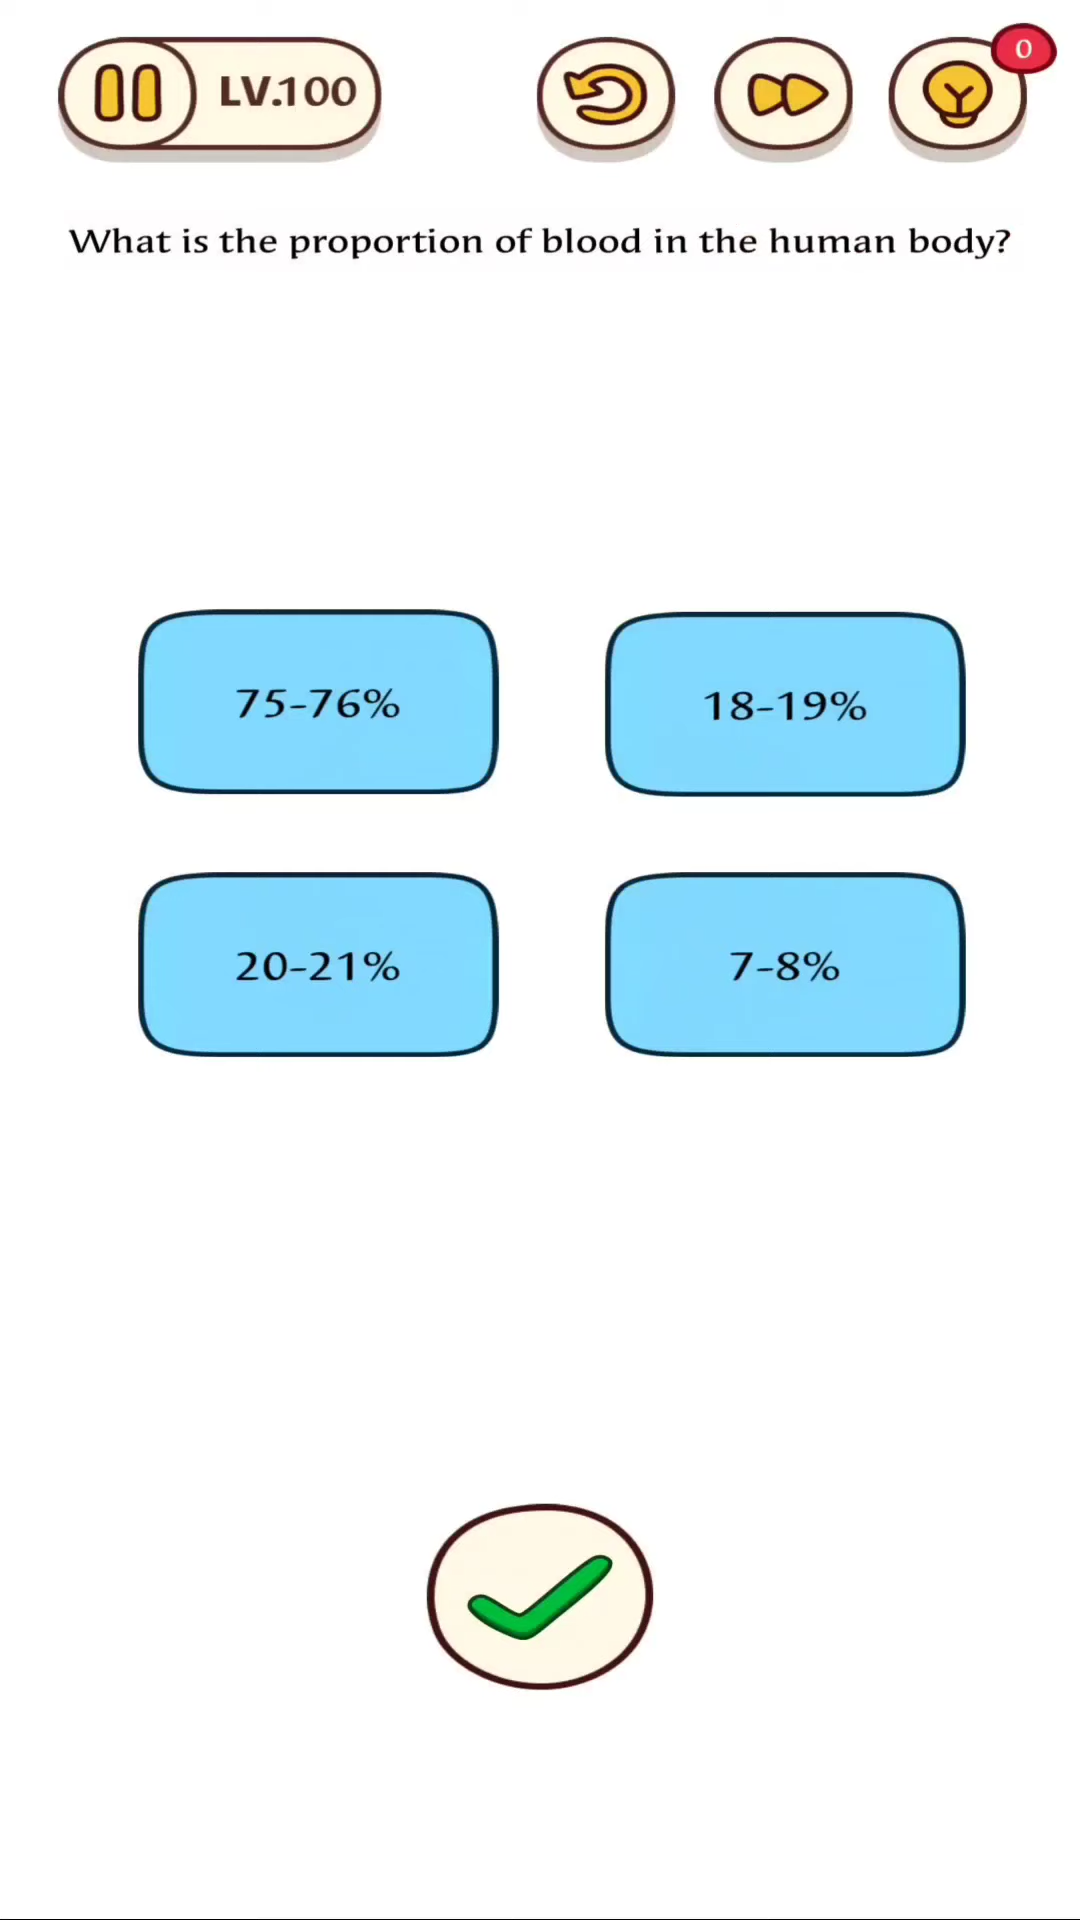 LV.100
0
What is the proportion of blood in the human body?
75-76%
18-19%
20-21%
7-8%